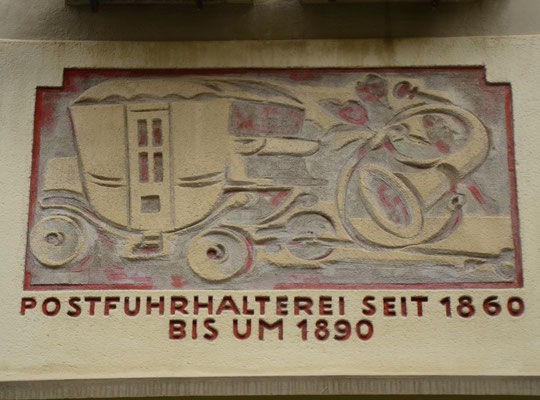 POSTFUHRHALTEREI SEIT 1860
BIS UM 1890